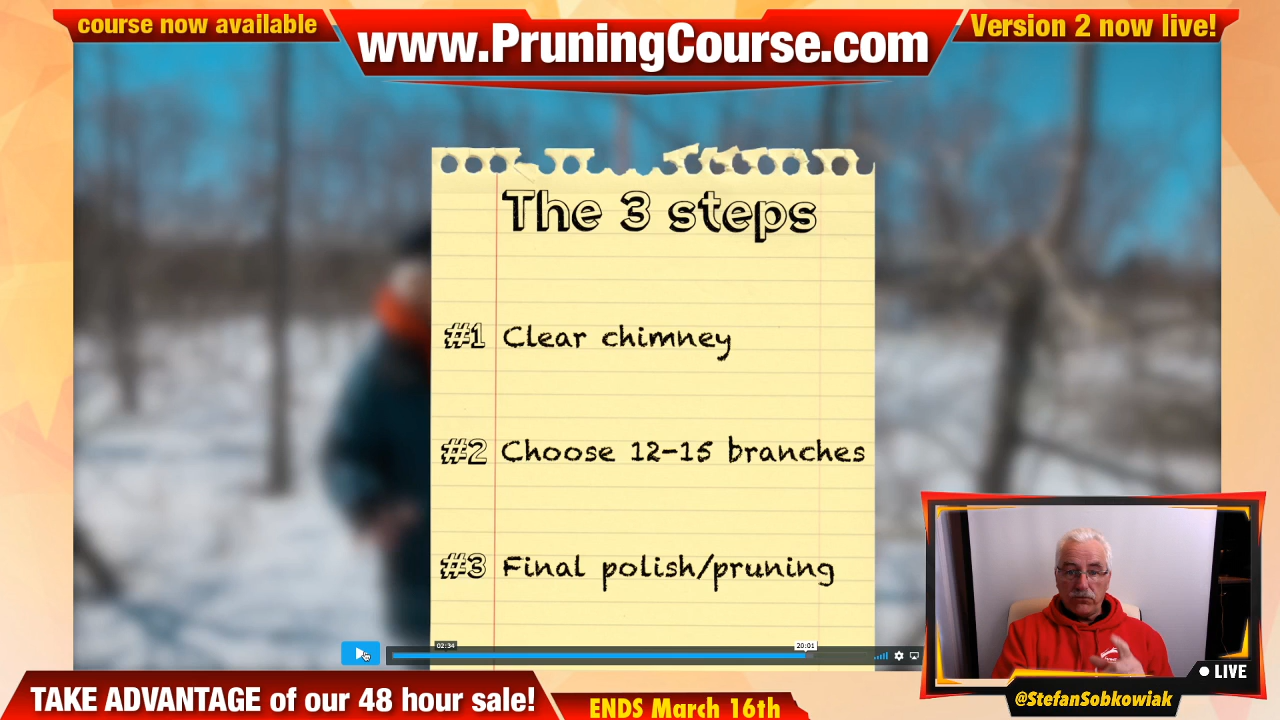 course now available
www.PruningCourse.com
Version 2 now live!
The 3 steps
#1 Clear chimney
#2 Choose 12-15 branches
#3 Final polish/pruning
02:34
20:01
LIVE
@StefanSobkowiak
TAKE ADVANTAGE of our 48 hour sale!
ENDS March 16th